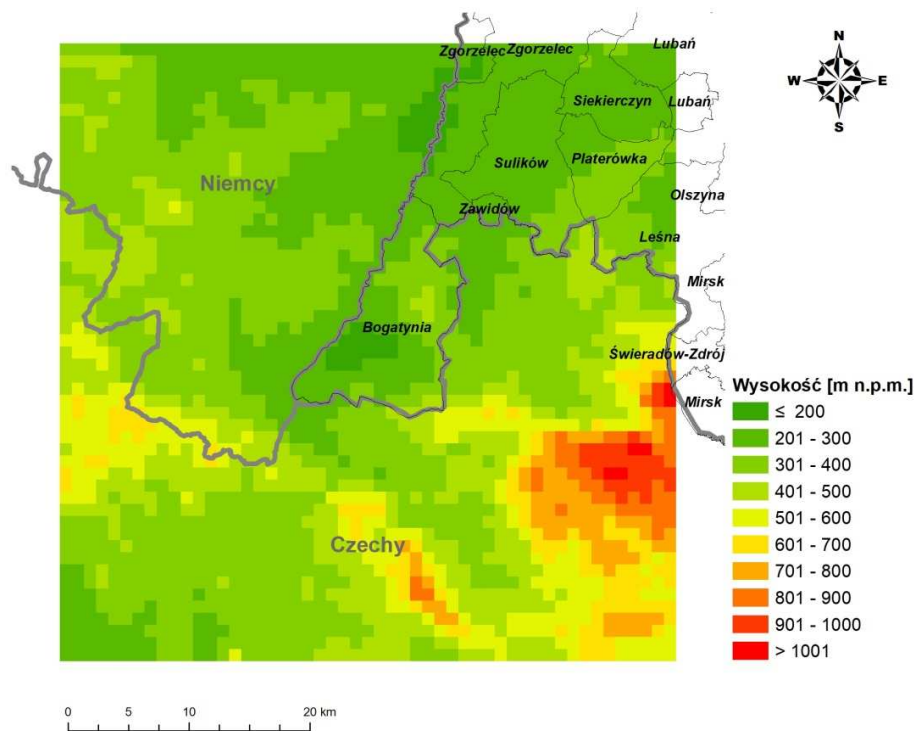 N
W E
S
Zgorzelec Zgorzelec Lubań
Siekierczyn Lubań
Sulików Platerówka
Niemcy
Olszyna
Zawidów
Leśna
Mirsk
Bogatynia
Świeradów-Zdrój
Mirsk
Czechy
Wysokość [m n.p.m.]
≤ 200
201 - 300
301 - 400
401 - 500
501 - 600
601 - 700
701 - 800
801 - 900
901 - 1000
> 1001
0 5 10 20 km